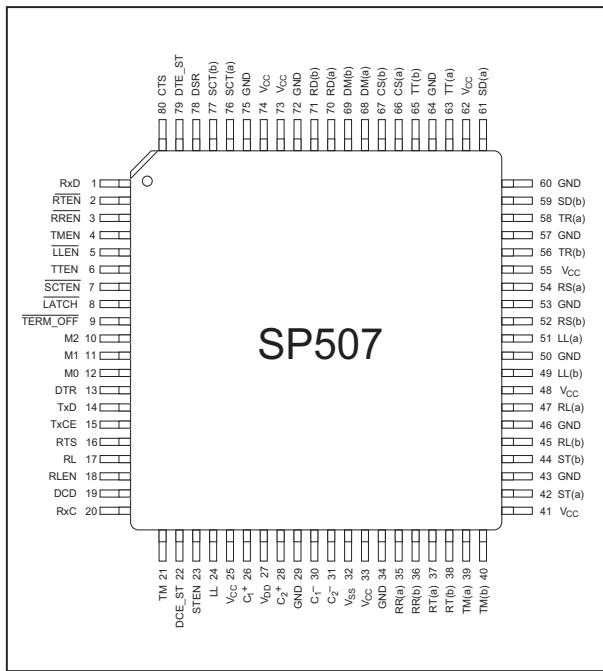 80 CTS
79 DTE_ST
78 DSR
77 SCT(b)
76 SCT(a)
75 GND
74 VCC
73 VCC
72 GND
71 RD(b)
70 RD(a)
69 DM(b)
68 DM(a)
67 CS(b)
66 CS(a)
65 TT(b)
64 GND
63 TT(a)
62 VCC
61 SD(a)
RxD 1
RTEN 2
RREN 3
TMEN 4
LLEN 5
TTEN 6
SCTEN 7
LATCH 8
TERM_OFF 9
M2 10
M1 11
M0 12
DTR 13
TxD 14
TxCE 15
RTS 16
RL 17
RLEN 18
DCD 19
RxC 20
SP507
60 GND
59 SD(b)
58 TR(a)
57 GND
56 TR(b)
55 VCC
54 RS(a)
53 GND
52 RS(b)
51 LL(a)
50 GND
49 LL(b)
48 VCC
47 RL(a)
46 GND
45 RL(b)
44 ST(b)
43 GND
42 ST(a)
41 VCC
TM 21
DCE_ST 22
STEN 23
LL 24
VCC 25
C1+ 26
VDD 27
C2+ 28
GND 29
C1– 30
C2– 31
VSS 32
VCC 33
GND 34
RR(a) 35
RR(b) 36
RT(a) 37
RT(b) 38
TM(a) 39
TM(b) 40